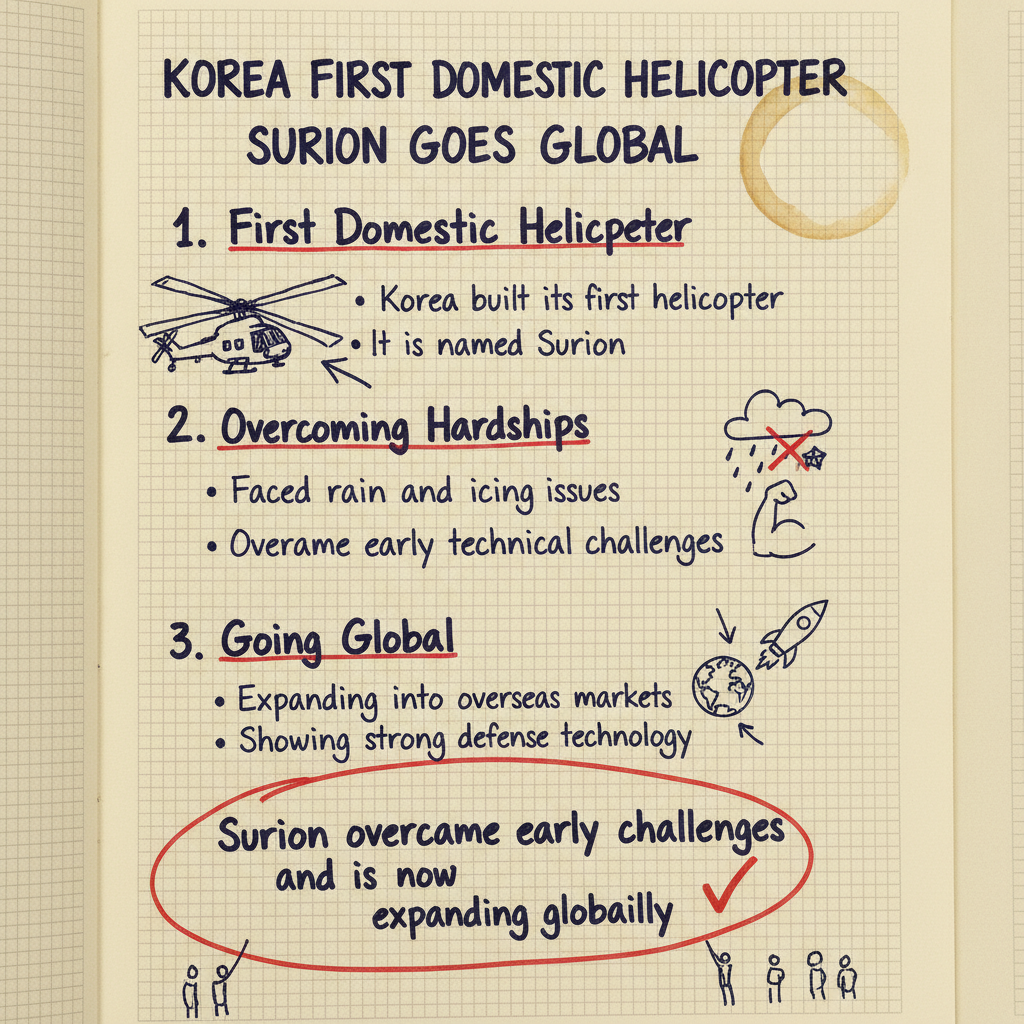 KOREA FIRST DOMESTIC HELICOPTER
SURION GOES GLOBAL
1. First Domestic Helicpeter
• Korea built its first helicopter
• It is named Surion
2. Overcoming Hardships
• Faced rain and icing issues
• Overame early technical challenges
3. Going Global
• Expanding into overseas markets
• Showing strong defense technology
Surion overcame early challenges
and is now
expanding globailly